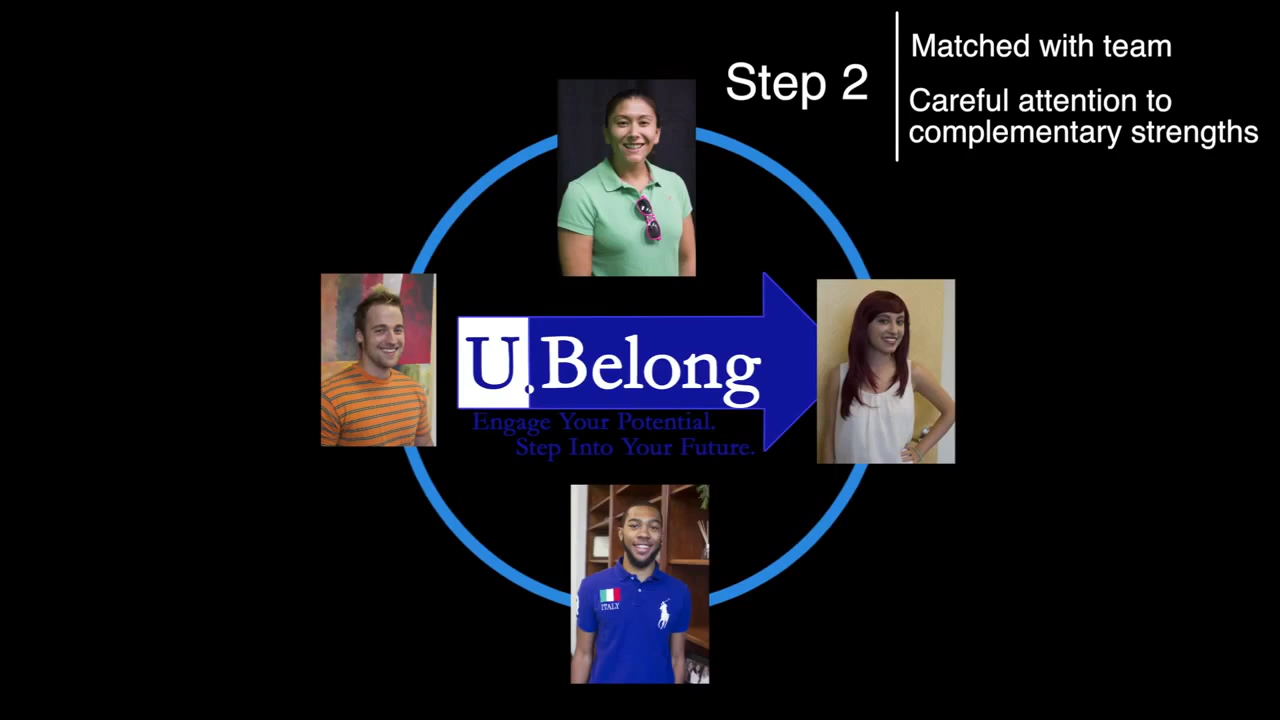 Step 2
Matched with team
Careful attention to
complementary strengths
U.Belong
Engage Your Potential.
Step Into Your Future.
ITALY